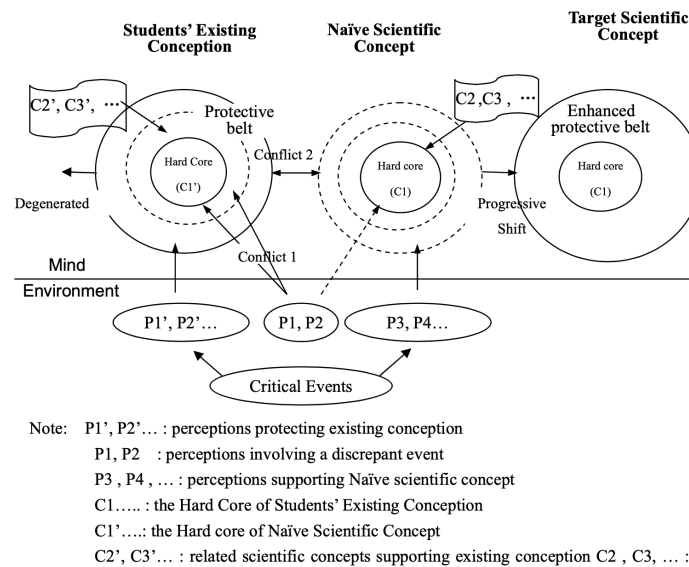 Students' Existing
Conception
Naïve Scientific
Concept
Target Scientific
Concept
C2', C3', ...
Protective
belt
Hard Core
(C1')
Conflict 2
C2 ,C3 , ...
Hard core
(C1)
Enhanced
protective belt
Hard core
(C1)
Degenerated
Progressive
Shift
Conflict 1
Mind
Environment
P1', P2'…
P1, P2
P3, P4…
Critical Events
Note: P1', P2'… : perceptions protecting existing conception
P1, P2 : perceptions involving a discrepant event
P3 , P4 , … : perceptions supporting Naïve scientific concept
C1….. : the Hard Core of Students' Existing Conception
C1'….: the Hard core of Naïve Scientific Concept
C2', C3'… : related scientific concepts supporting existing conception C2 , C3, … :